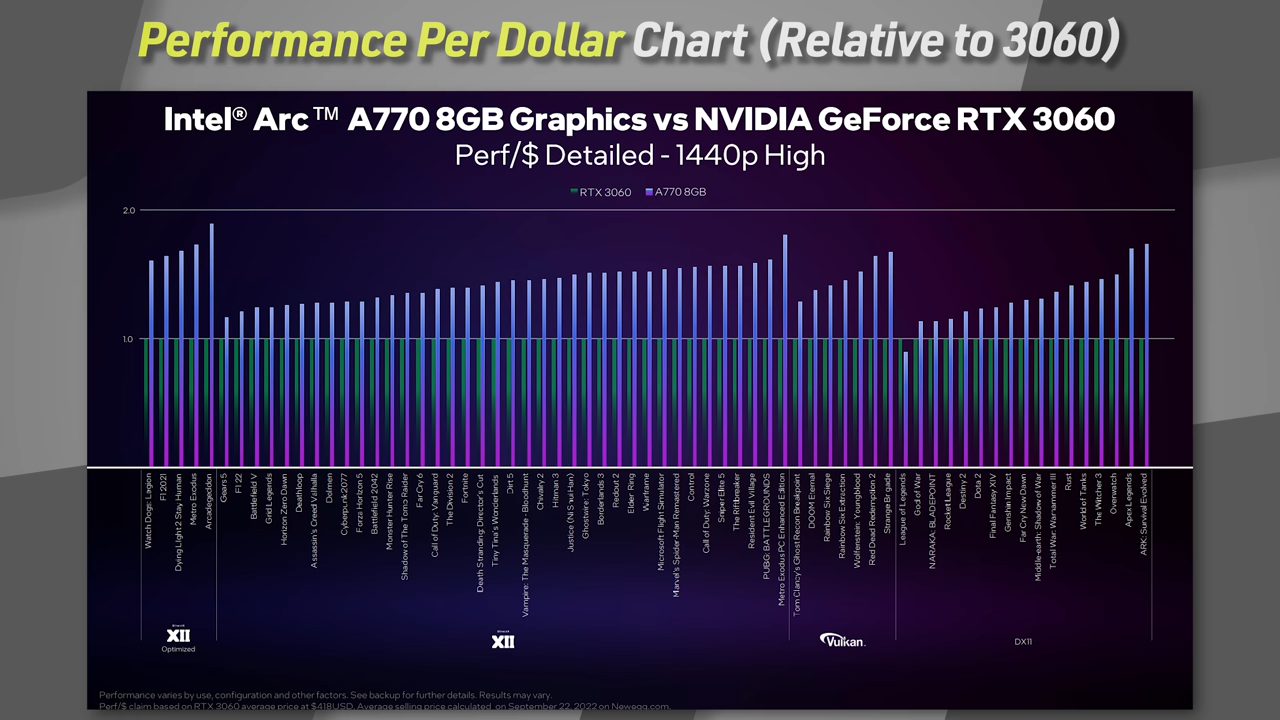 Performance Per Dollar Chart (Relative to 3060)
Intel® Arc™ A770 8GB Graphics vs NVIDIA GeForce RTX 3060
Perf/$ Detailed - 1440p High
RTX 3060 A770 8GB
2.0
1.0
Watch Dogs: Legion
F1 2021
Dying Light 2 Stay Human
Metro Exodus
Arcadegeddon
Gears 5
F1 22
Battlefield V
Grid Legends
Horizon Zero Dawn
Deathloop
Assassin's Creed Valhalla
Dolmen
Cyberpunk 2077
Forza Horizon 5
Battlefield 2042
Monster Hunter Rise
Shadow of The Tomb Raider
Far Cry 6
Call of Duty: Vanguard
The Division 2
Fortnite
Death Stranding: Director's Cut
Tiny Tina's Wonderlands
Dirt 5
Vampire: The Masquerade - Bloodhunt
Chivalry 2
Hitman 3
Justice (Ni Shui Han)
Ghostwire: Tokyo
Borderlands 3
Redout 2
Elden Ring
Warframe
Microsoft Flight Simulator
Marvel's Spider-Man Remastered
Control
Call of Duty: Warzone
Sniper Elite 5
The Riftbreaker
Resident Evil Village
PUBG: BATTLEGROUNDS
Metro Exodus PC Enhanced Edition
Tom Clancy's Ghost Recon Breakpoint
DOOM Eternal
Rainbow Six Siege
Rainbow Six Extraction
Wolfenstein: Youngblood
Red Dead Redemption 2
Strange Brigade
League of Legends
God of War
NARAKA: BLADEPOINT
Rocket League
Destiny 2
Dota 2
Final Fantasy XIV
Genshin Impact
Far Cry New Dawn
Middle-earth: Shadow of War
Total War: Warhammer III
Rust
World of Tanks
The Witcher 3
Overwatch
Apex Legends
ARK: Survival Evolved
XII
Optimized
XII
Vulkan.
DX11
Performance varies by use, configuration and other factors. See backup for further details. Results may vary.
Perf/$ claim based on RTX 3060 average price at $418USD. Average selling price calculated on September 22, 2022 on Newegg.com.